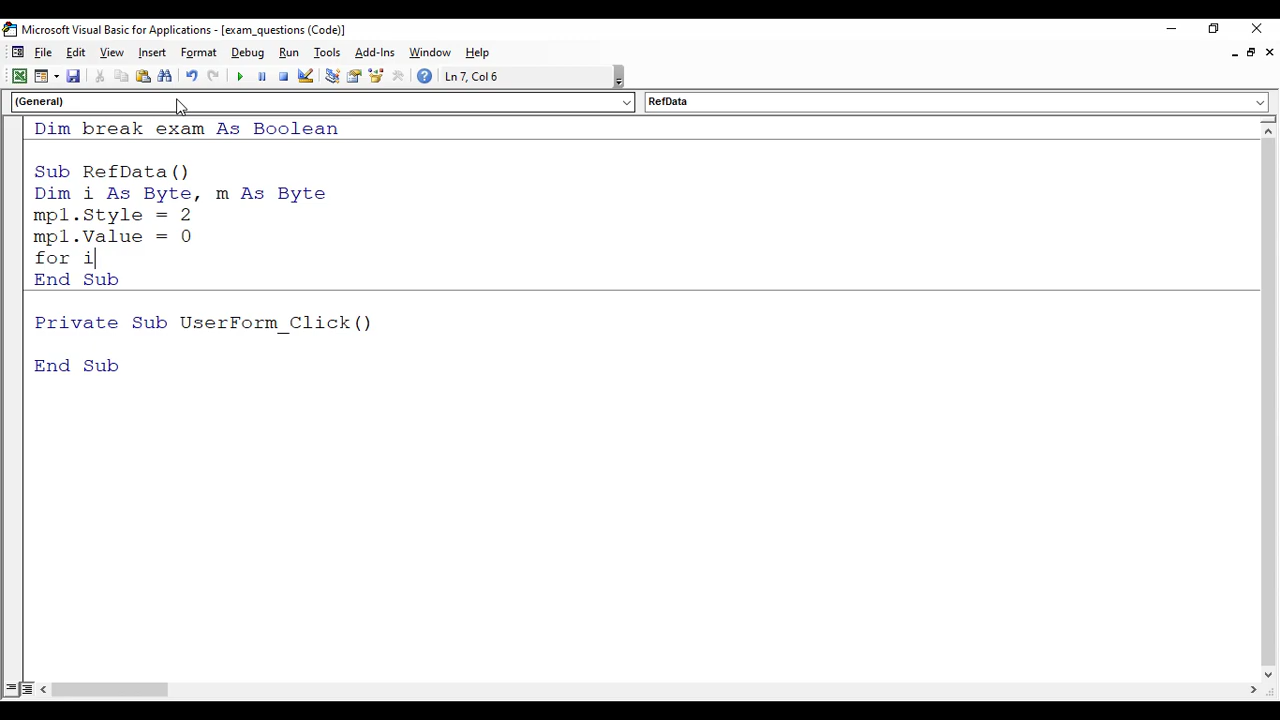 Microsoft Visual Basic for Applications - [exam_questions (Code)]
File Edit View Insert Format Debug Run Tools Add-Ins Window Help
Ln 7, Col 6
(General) RefData
Dim break exam As Boolean
Sub RefData()
Dim i As Byte, m As Byte
mp1.Style = 2
mp1.Value = 0
for i
End Sub
Private Sub UserForm_Click()
End Sub